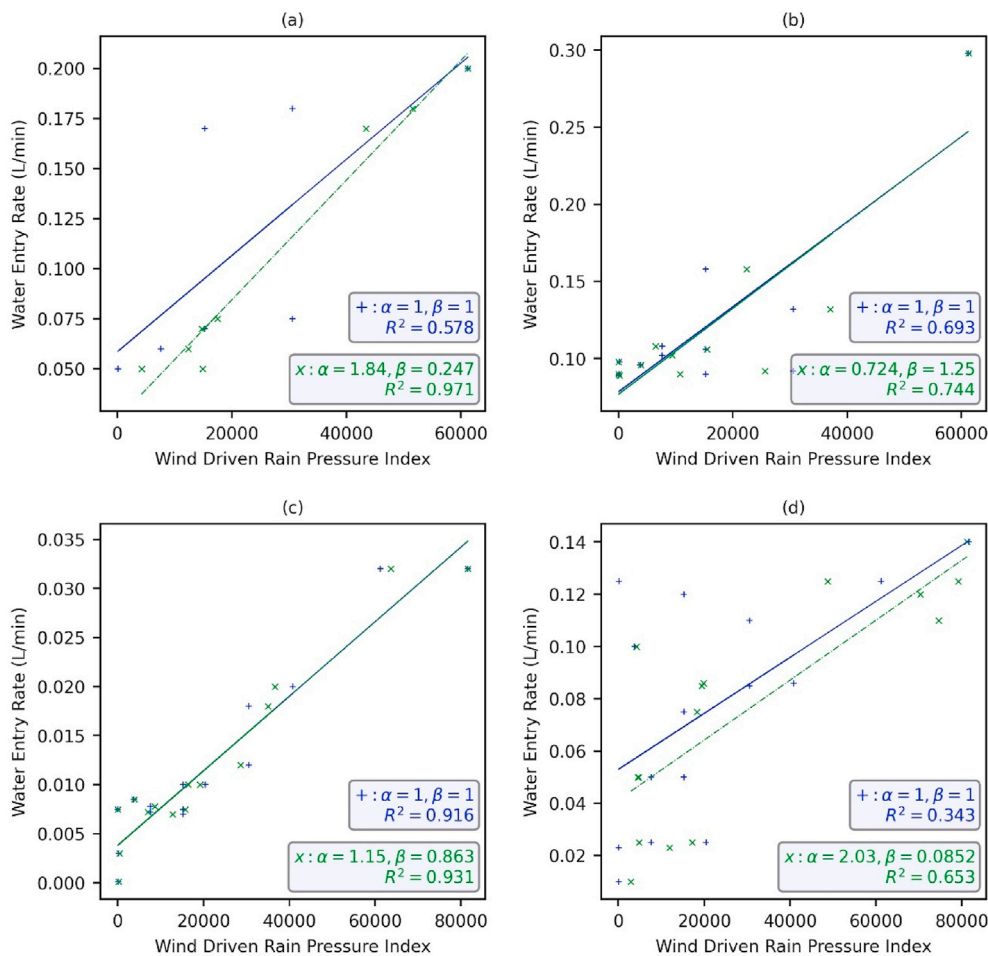 (a)
0.200
0.175
0.150
0.125
0.100
0.075
0.050
Water Entry Rate (L/min)
+ : α = 1, β = 1
R² = 0.578
x : α = 1.84, β = 0.247
R² = 0.971
0 20000 40000 60000
Wind Driven Rain Pressure Index
(b)
0.30
0.25
0.20
0.15
0.10
Water Entry Rate (L/min)
+ : α = 1, β = 1
R² = 0.693
x : α = 0.724, β = 1.25
R² = 0.744
0 20000 40000 60000
Wind Driven Rain Pressure Index
(c)
0.035
0.030
0.025
0.020
0.015
0.010
0.005
0.000
Water Entry Rate (L/min)
+ : α = 1, β = 1
R² = 0.916
x : α = 1.15, β = 0.863
R² = 0.931
0 20000 40000 60000 80000
Wind Driven Rain Pressure Index
(d)
0.14
0.12
0.10
0.08
0.06
0.04
0.02
Water Entry Rate (L/min)
+ : α = 1, β = 1
R² = 0.343
x : α = 2.03, β = 0.0852
R² = 0.653
0 20000 40000 60000 80000
Wind Driven Rain Pressure Index